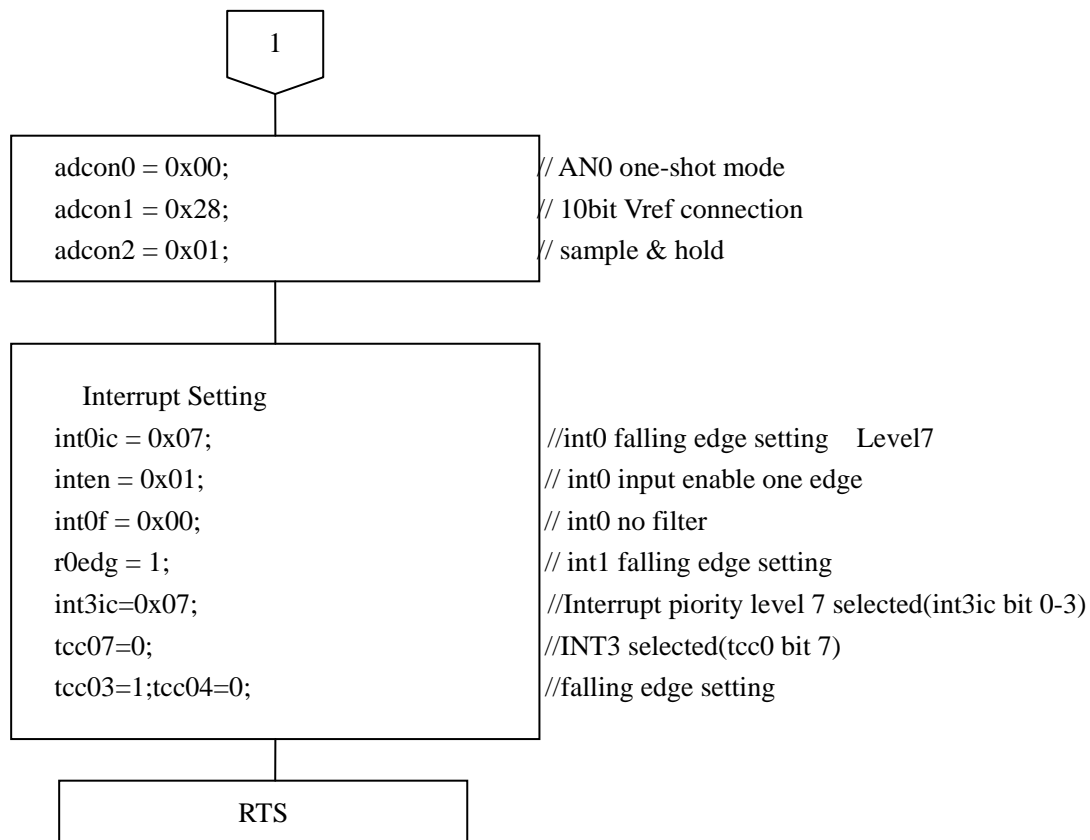 1
adcon0 = 0x00; // AN0 one-shot mode
adcon1 = 0x28; // 10bit Vref connection
adcon2 = 0x01; // sample & hold
Interrupt Setting
int0ic = 0x07; //int0 falling edge setting Level7
inten = 0x01; // int0 input enable one edge
int0f = 0x00; // int0 no filter
r0edg = 1; // int1 falling edge setting
int3ic=0x07; //Interrupt piority level 7 selected(int3ic bit 0-3)
tcc07=0; //INT3 selected(tcc0 bit 7)
tcc03=1;tcc04=0; //falling edge setting
RTS